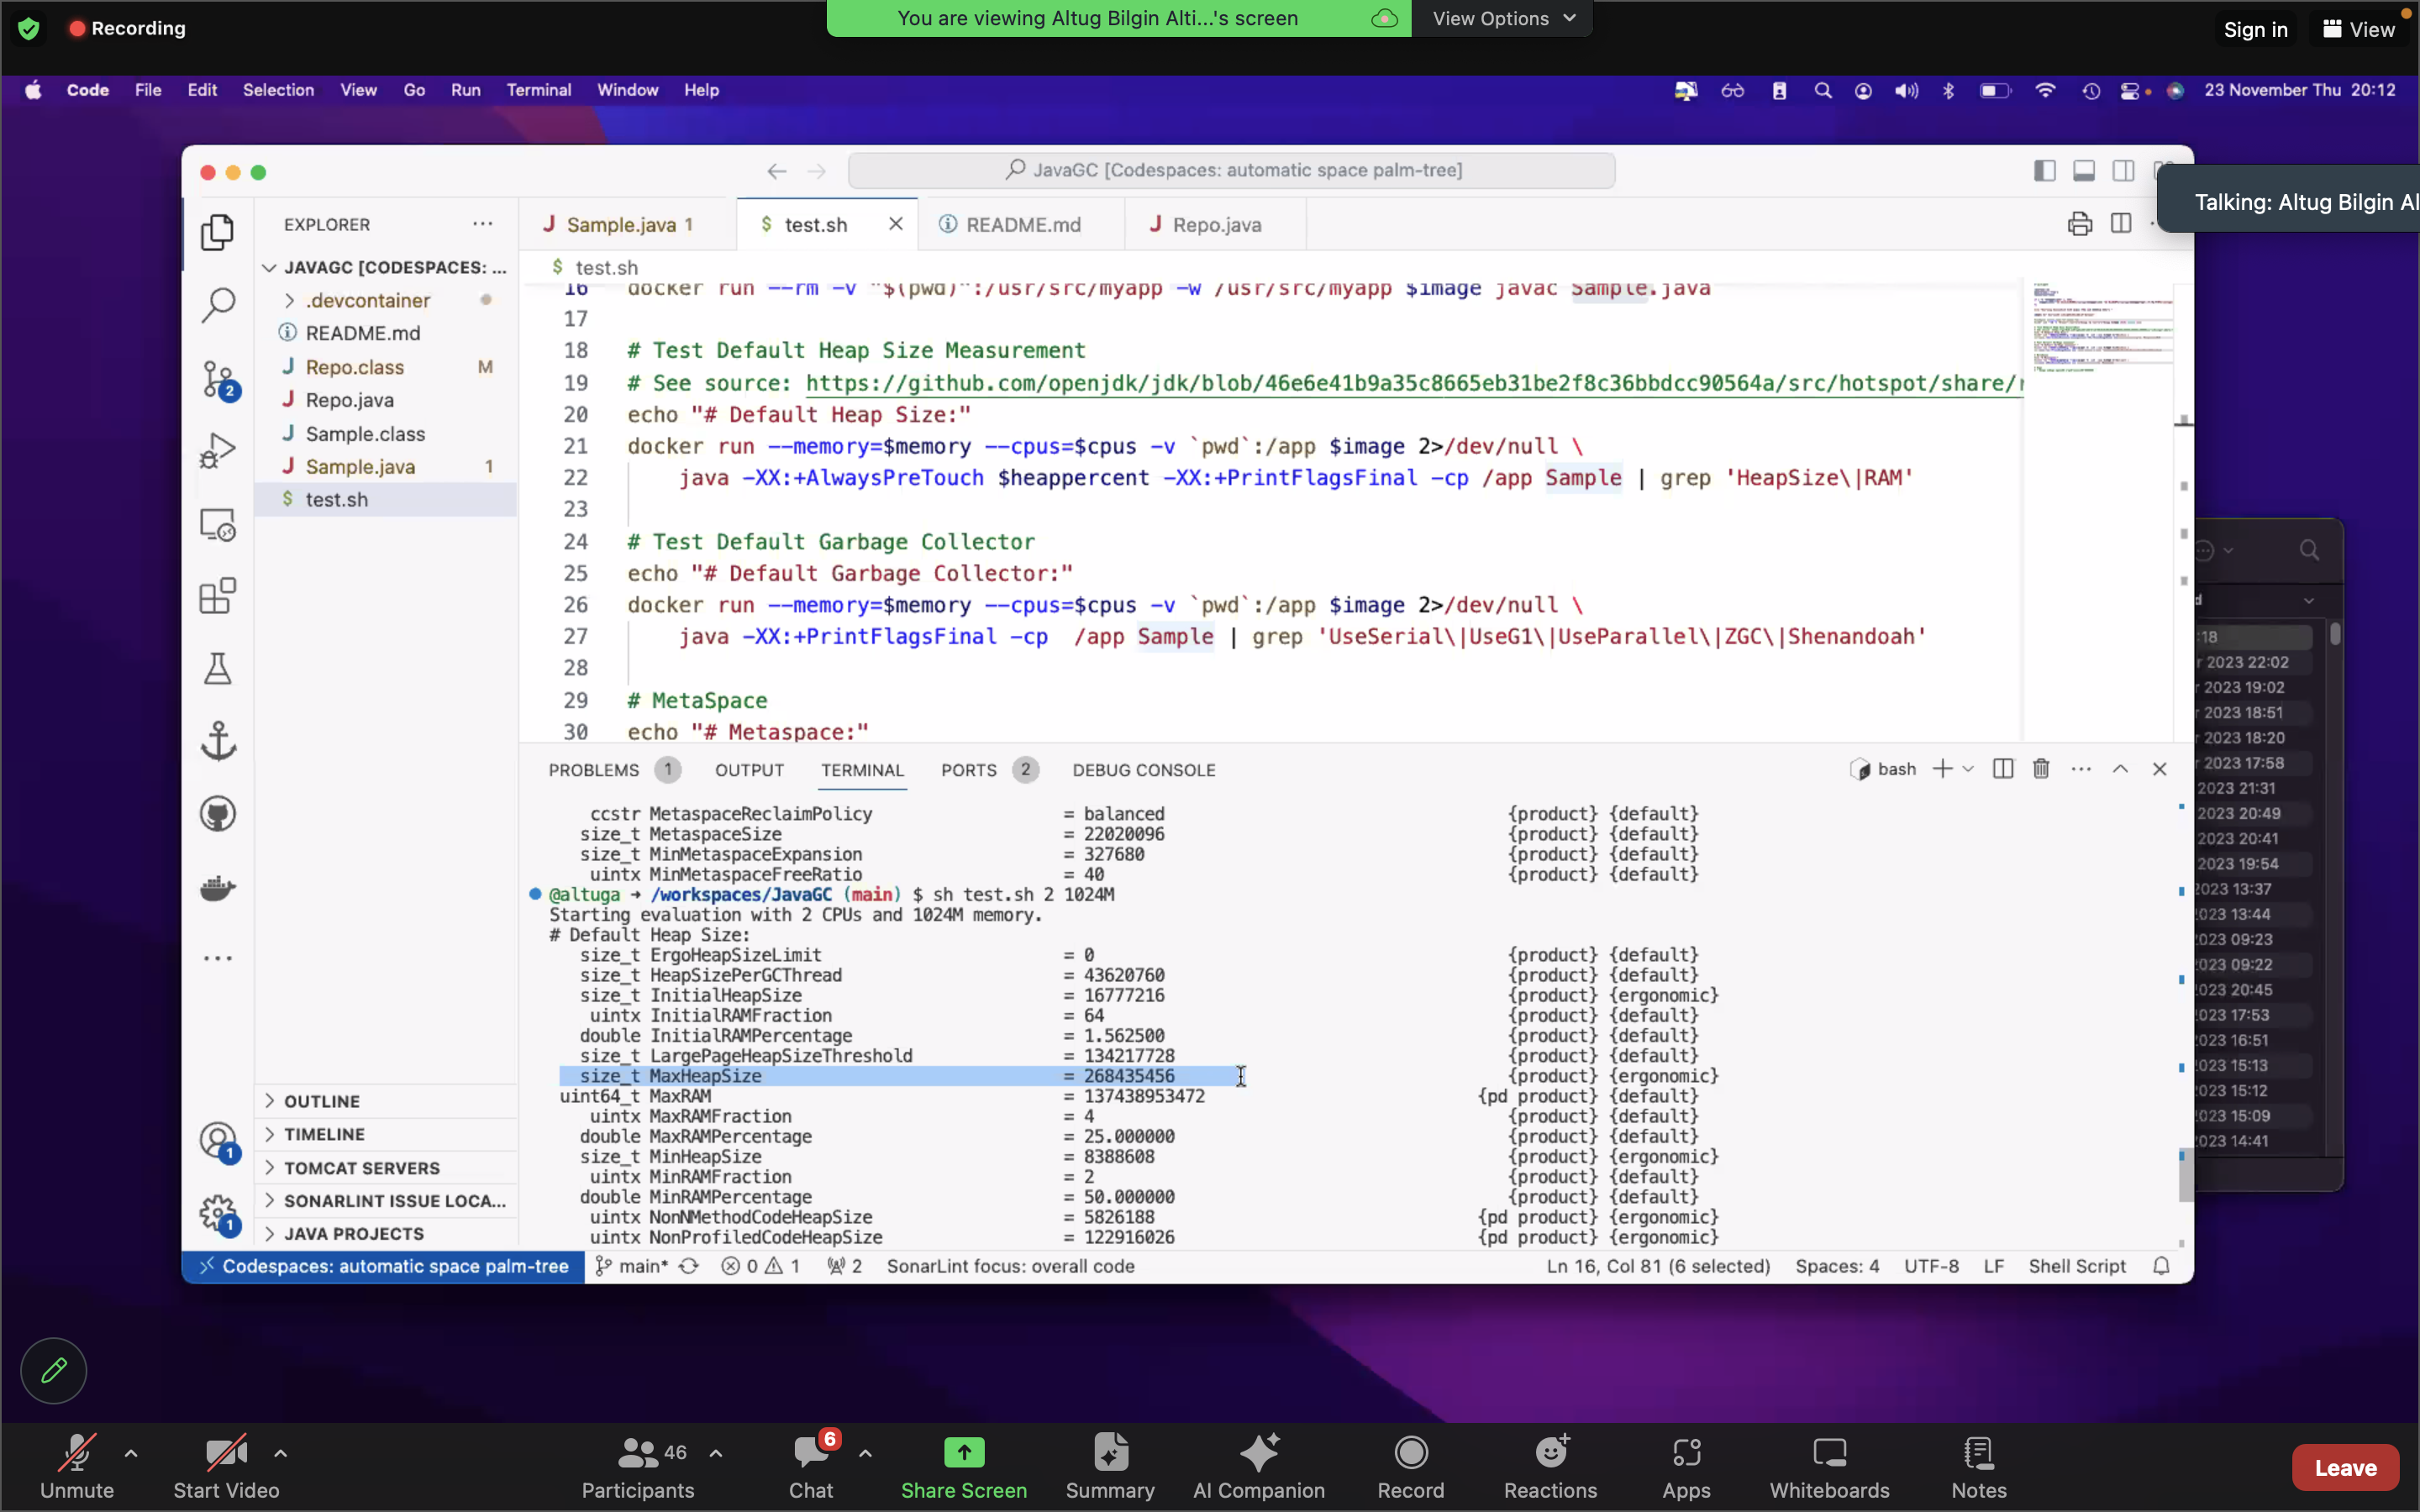 Recording
You are viewing Altug Bilgin Alti...'s screen
View Options
Sign in
View
Code File Edit Selection View Go Run Terminal Window Help
23 November Thu 20:12
JavaGC [Codespaces: automatic space palm-tree]
Talking: Altug Bilgin Al
EXPLORER
Sample.java 1
$ test.sh
README.md
Repo.java
JAVAGC [CODESPACES: ...
.devcontainer
README.md
Repo.class M
Repo.java
Sample.class
Sample.java 1
$ test.sh
OUTLINE
TIMELINE
TOMCAT SERVERS
SONARLINT ISSUE LOCA...
JAVA PROJECTS
2
1
1
$ test.sh
16 docker run --rm -v "$(pwd)":/usr/src/myapp -w /usr/src/myapp $image javac Sample.java
17
18 # Test Default Heap Size Measurement
19 # See source: https://github.com/openjdk/jdk/blob/46e6e41b9a35c8665eb31be2f8c36bbdcc90564a/src/hotspot/share/r
20 echo "# Default Heap Size:"
21 docker run --memory=$memory --cpus=$cpus -v `pwd`:/app $image 2>/dev/null \
22 java -XX:+AlwaysPreTouch $heappercent -XX:+PrintFlagsFinal -cp /app Sample | grep 'HeapSize\|RAM'
23
24 # Test Default Garbage Collector
25 echo "# Default Garbage Collector:"
26 docker run --memory=$memory --cpus=$cpus -v `pwd`:/app $image 2>/dev/null \
27 java -XX:+PrintFlagsFinal -cp /app Sample | grep 'UseSerial\|UseG1\|UseParallel\|ZGC\|Shenandoah'
28
29 # MetaSpace
30 echo "# Metaspace:"
PROBLEMS 1 OUTPUT TERMINAL PORTS 2 DEBUG CONSOLE
bash
ccstr MetaspaceReclaimPolicy = balanced {product} {default}
size_t MetaspaceSize = 22020096 {product} {default}
size_t MinMetaspaceExpansion = 327680 {product} {default}
uintx MinMetaspaceFreeRatio = 40 {product} {default}
@altuga → /workspaces/JavaGC (main) $ sh test.sh 2 1024M
Starting evaluation with 2 CPUs and 1024M memory.
# Default Heap Size:
size_t ErgoHeapSizeLimit = 0 {product} {default}
size_t HeapSizePerGCThread = 43620760 {product} {default}
size_t InitialHeapSize = 16777216 {product} {ergonomic}
uintx InitialRAMFraction = 64 {product} {default}
double InitialRAMPercentage = 1.562500 {product} {default}
size_t LargePageHeapSizeThreshold = 134217728 {product} {default}
size_t MaxHeapSize = 268435456 {product} {ergonomic}
uint64_t MaxRAM = 137438953472 {pd product} {default}
uintx MaxRAMFraction = 4 {product} {default}
double MaxRAMPercentage = 25.000000 {product} {default}
size_t MinHeapSize = 8388608 {product} {ergonomic}
uintx MinRAMFraction = 2 {product} {default}
double MinRAMPercentage = 50.000000 {product} {default}
uintx NonNMethodCodeHeapSize = 5826188 {pd product} {ergonomic}
uintx NonProfiledCodeHeapSize = 122916026 {pd product} {ergonomic}
Codespaces: automatic space palm-tree main* 0 1 2 SonarLint focus: overall code Ln 16, Col 81 (6 selected) Spaces: 4 UTF-8 LF Shell Script
d
:18
r 2023 22:02
r 2023 19:02
r 2023 18:51
r 2023 18:20
r 2023 17:58
2023 21:31
2023 20:49
2023 20:41
2023 19:54
2023 13:37
023 13:44
023 09:23
023 09:22
023 20:45
023 17:53
023 16:51
023 15:13
023 15:12
023 15:09
023 14:41
Unmute
Start Video
46
Participants
6
Chat
Share Screen
Summary
AI Companion
Record
Reactions
Apps
Whiteboards
Notes
Leave